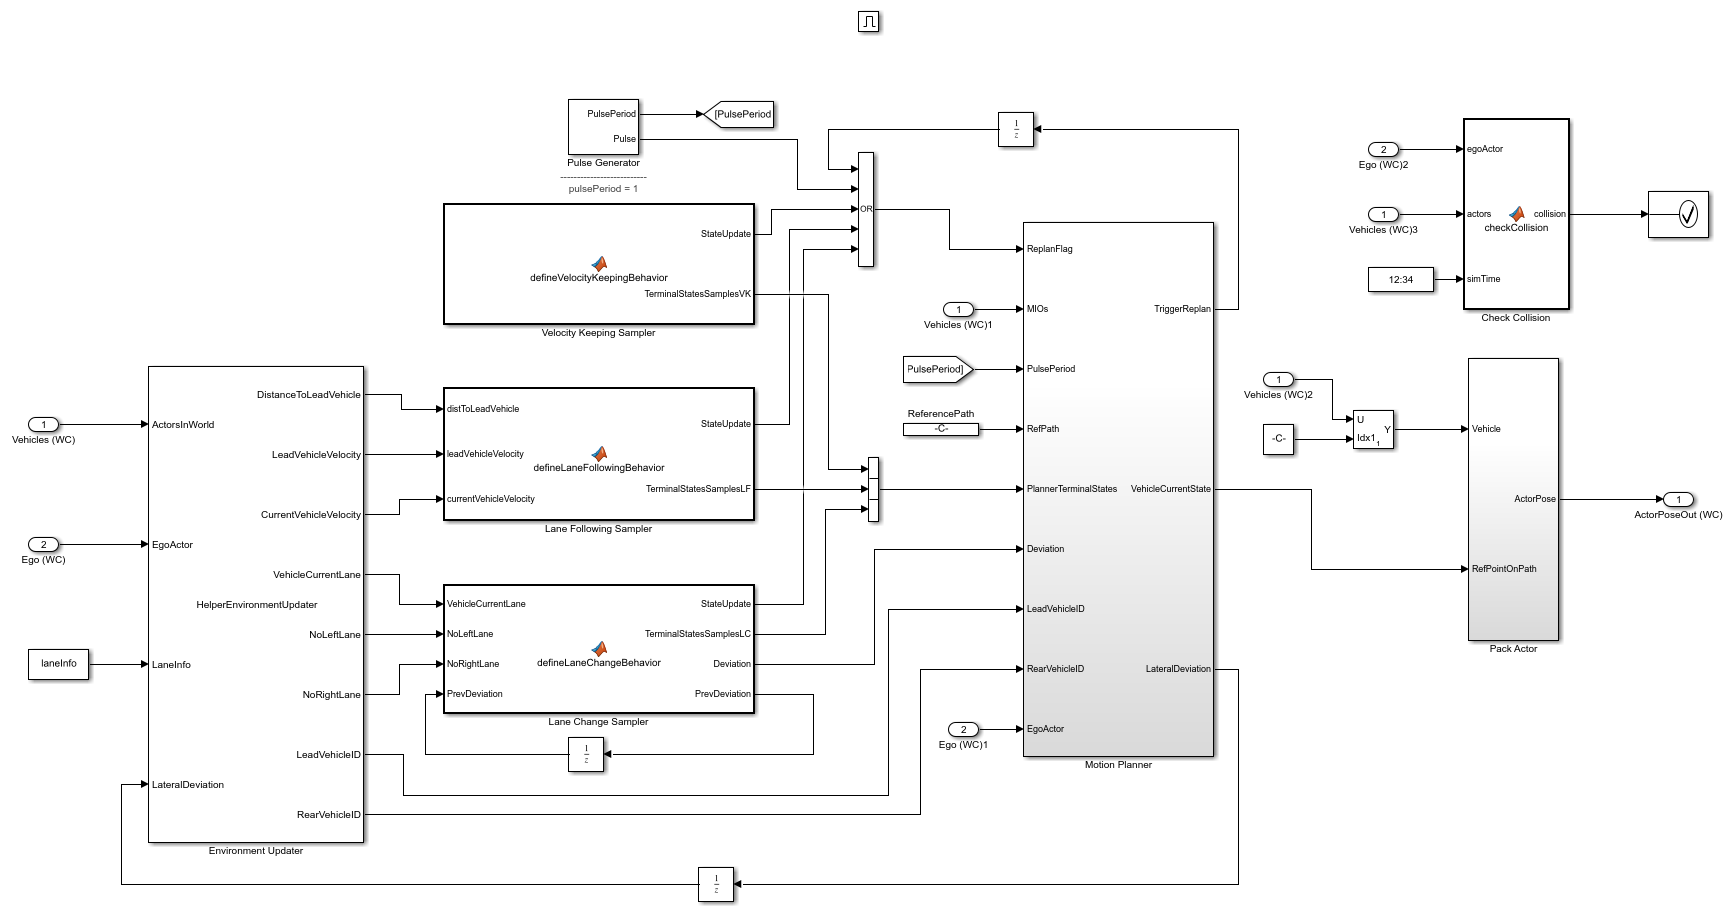 PulsePeriod
[PulsePeriod
Pulse
Pulse Generator
pulsePeriod = 1
1
z
OR
StateUpdate
defineVelocityKeepingBehavior
TerminalStatesSamplesVK
Velocity Keeping Sampler
distToLeadVehicle
StateUpdate
leadVehicleVelocity
defineLaneFollowingBehavior
TerminalStatesSamplesLF
currentVehicleVelocity
Lane Following Sampler
VehicleCurrentLane
StateUpdate
NoLeftLane
TerminalStatesSamplesLC
defineLaneChangeBehavior
NoRightLane
Deviation
PrevDeviation
PrevDeviation
Lane Change Sampler
1
z
1
Vehicles (WC)
2
Ego (WC)
laneInfo
ActorsInWorld
EgoActor
LaneInfo
LateralDeviation
HelperEnvironmentUpdater
DistanceToLeadVehicle
LeadVehicleVelocity
CurrentVehicleVelocity
VehicleCurrentLane
NoLeftLane
NoRightLane
LeadVehicleID
RearVehicleID
Environment Updater
1
z
1
Vehicles (WC)1
PulsePeriod]
ReferencePath
-C-
2
Ego (WC)1
ReplanFlag
MIOs
PulsePeriod
RefPath
PlannerTerminalStates
Deviation
LeadVehicleID
RearVehicleID
EgoActor
TriggerReplan
VehicleCurrentState
LateralDeviation
Motion Planner
2
Ego (WC)2
1
Vehicles (WC)3
12:34
egoActor
actors
simTime
collision
checkCollision
Check Collision
1
Vehicles (WC)2
-C-
U
Idx1
1
Y
Vehicle
ActorPose
RefPointOnPath
Pack Actor
1
ActorPoseOut (WC)